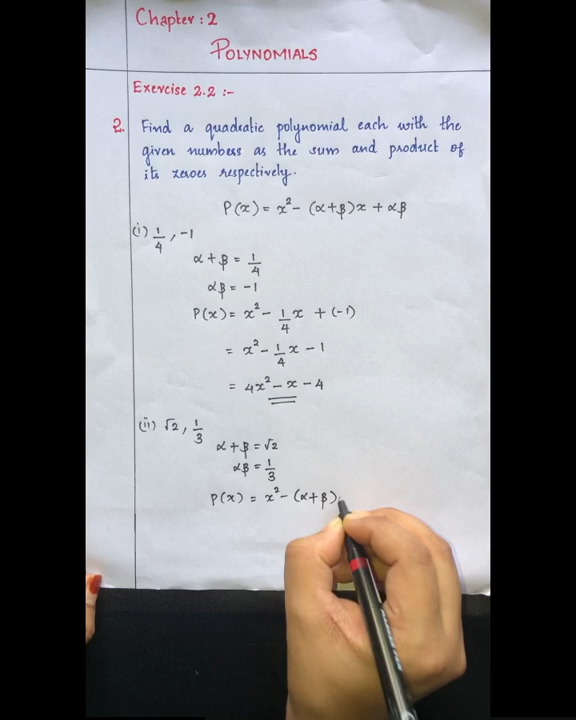 Chapter : 2
POLYNOMIALS
Exercise 2.2 :-
2. Find a quadratic polynomial each with the
given numbers as the sum and product of
its zeroes respectively.
P(x) = x² - (α+β)x + αβ
(i) 1/4, -1
α + β = 1/4
αβ = -1
P(x) = x² - 1/4 x + (-1)
= x² - 1/4 x - 1
= 4x² - x - 4
(ii) √2, 1/3
α + β = √2
αβ = 1/3
P(x) = x² - (α+β)